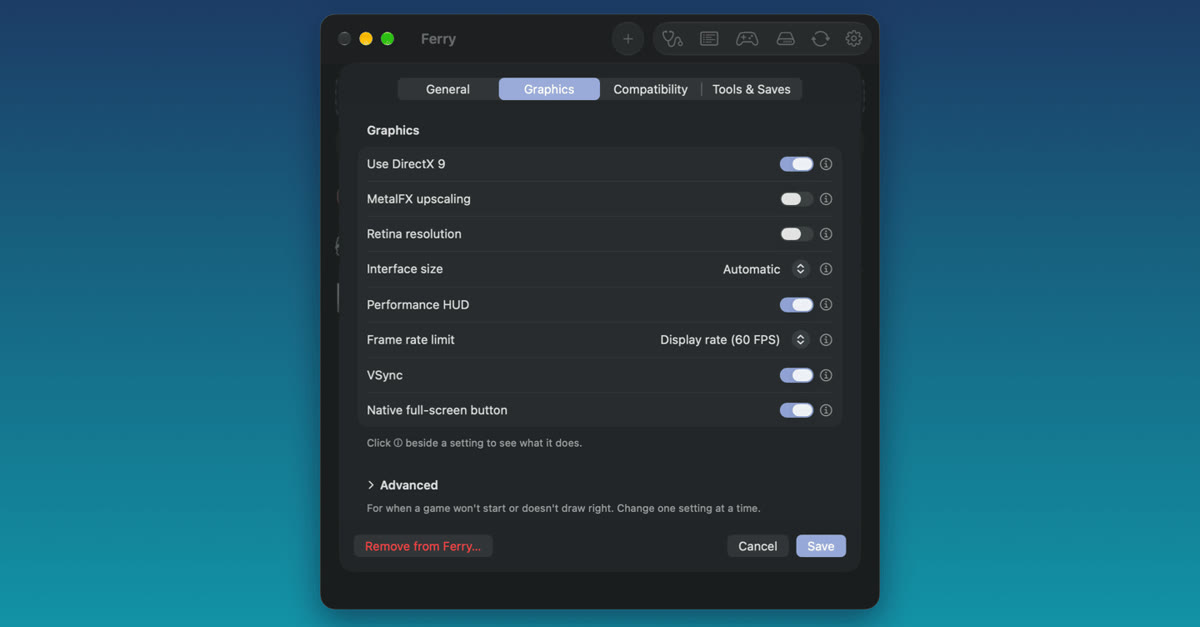 Ferry
General Graphics Compatibility Tools & Saves
Graphics
Use DirectX 9
MetalFX upscaling
Retina resolution
Interface size Automatic
Performance HUD
Frame rate limit Display rate (60 FPS)
VSync
Native full-screen button
Click ⓘ beside a setting to see what it does.
Advanced
For when a game won't start or doesn't draw right. Change one setting at a time.
Remove from Ferry... Cancel Save